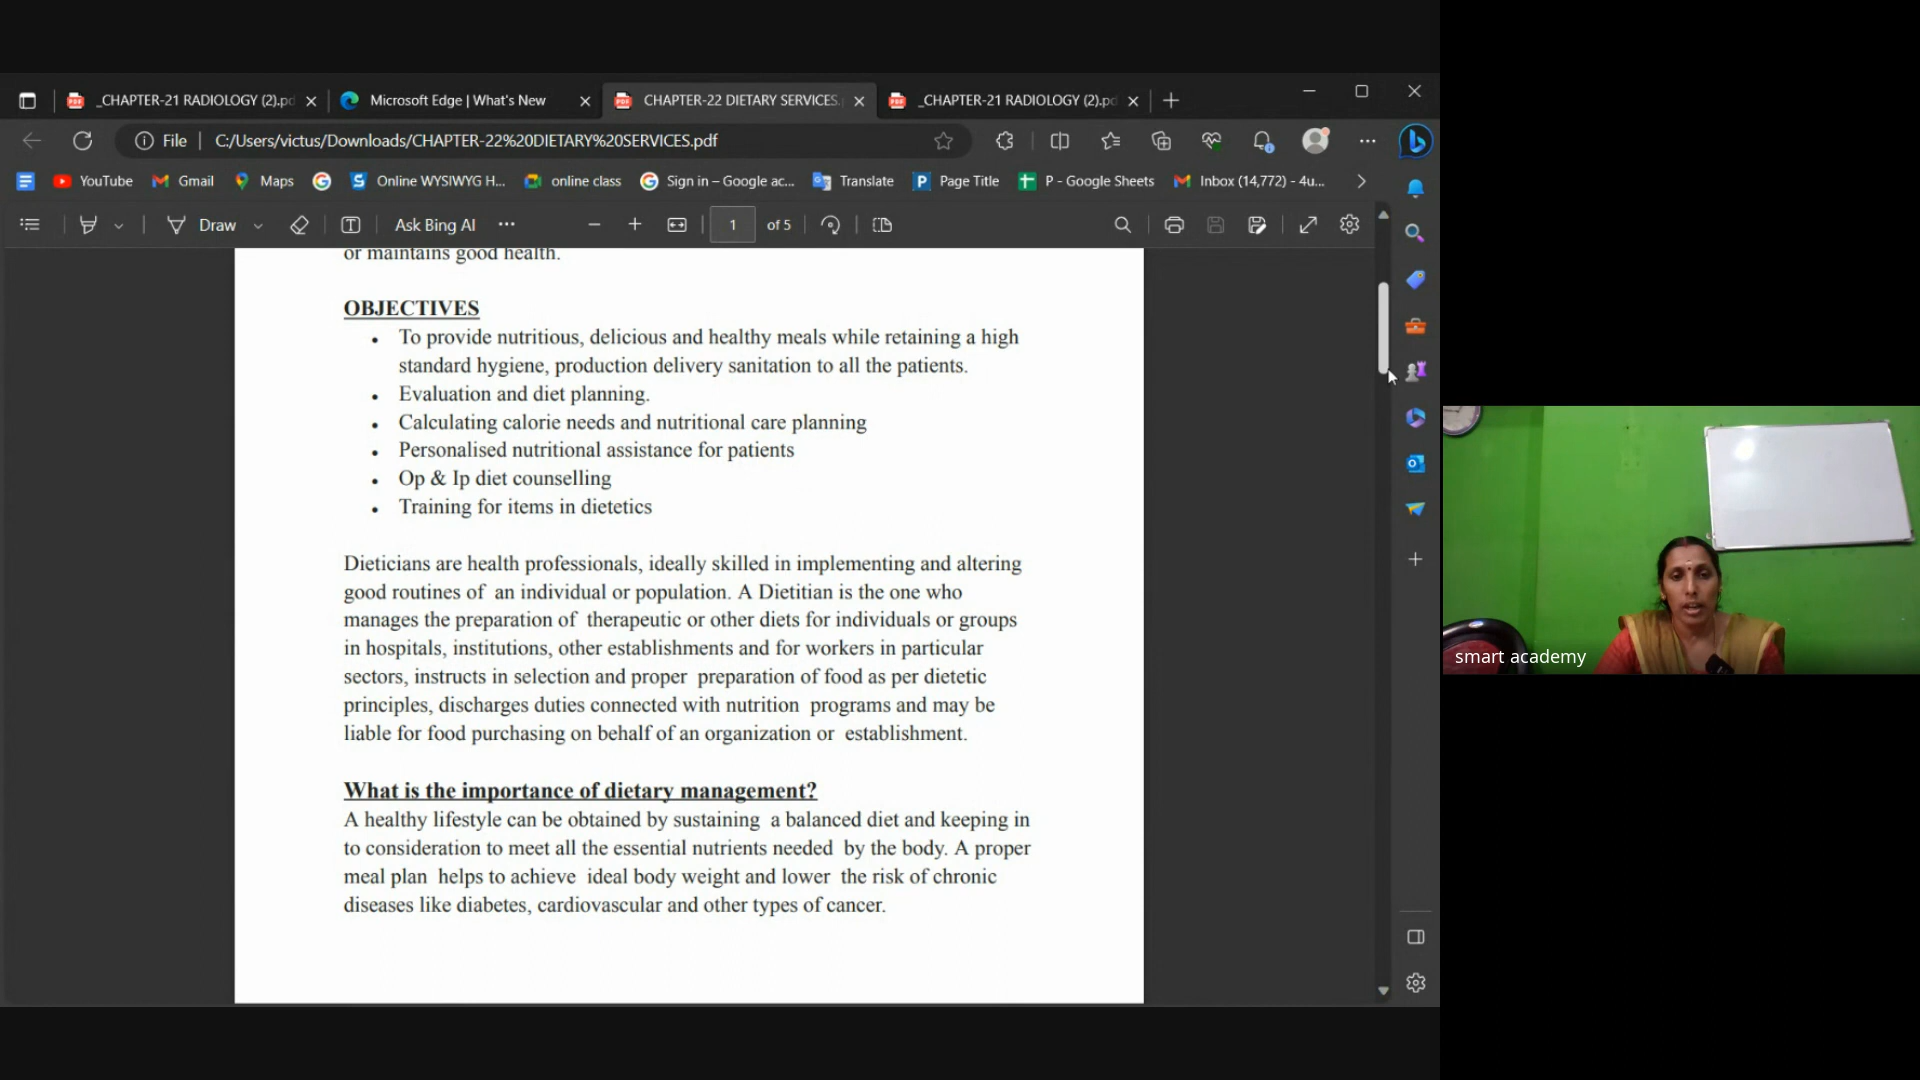 _CHAPTER-21 RADIOLOGY (2).pd
Microsoft Edge | What's New
CHAPTER-22 DIETARY SERVICES.
_CHAPTER-21 RADIOLOGY (2).pd
File
C:/Users/victus/Downloads/CHAPTER-22%20DIETARY%20SERVICES.pdf
YouTube
Gmail
Maps
Online WYSIWYG H...
online class
Sign in – Google ac...
Translate
Page Title
P - Google Sheets
Inbox (14,772) - 4u...
Draw
Ask Bing AI
1 of 5
or maintains good health.
OBJECTIVES
• To provide nutritious, delicious and healthy meals while retaining a high
standard hygiene, production delivery sanitation to all the patients.
• Evaluation and diet planning.
• Calculating calorie needs and nutritional care planning
• Personalised nutritional assistance for patients
• Op & Ip diet counselling
• Training for items in dietetics
Dieticians are health professionals, ideally skilled in implementing and altering
good routines of an individual or population. A Dietitian is the one who
manages the preparation of therapeutic or other diets for individuals or groups
in hospitals, institutions, other establishments and for workers in particular
sectors, instructs in selection and proper preparation of food as per dietetic
principles, discharges duties connected with nutrition programs and may be
liable for food purchasing on behalf of an organization or establishment.
What is the importance of dietary management?
A healthy lifestyle can be obtained by sustaining a balanced diet and keeping in
to consideration to meet all the essential nutrients needed by the body. A proper
meal plan helps to achieve ideal body weight and lower the risk of chronic
diseases like diabetes, cardiovascular and other types of cancer.
smart academy